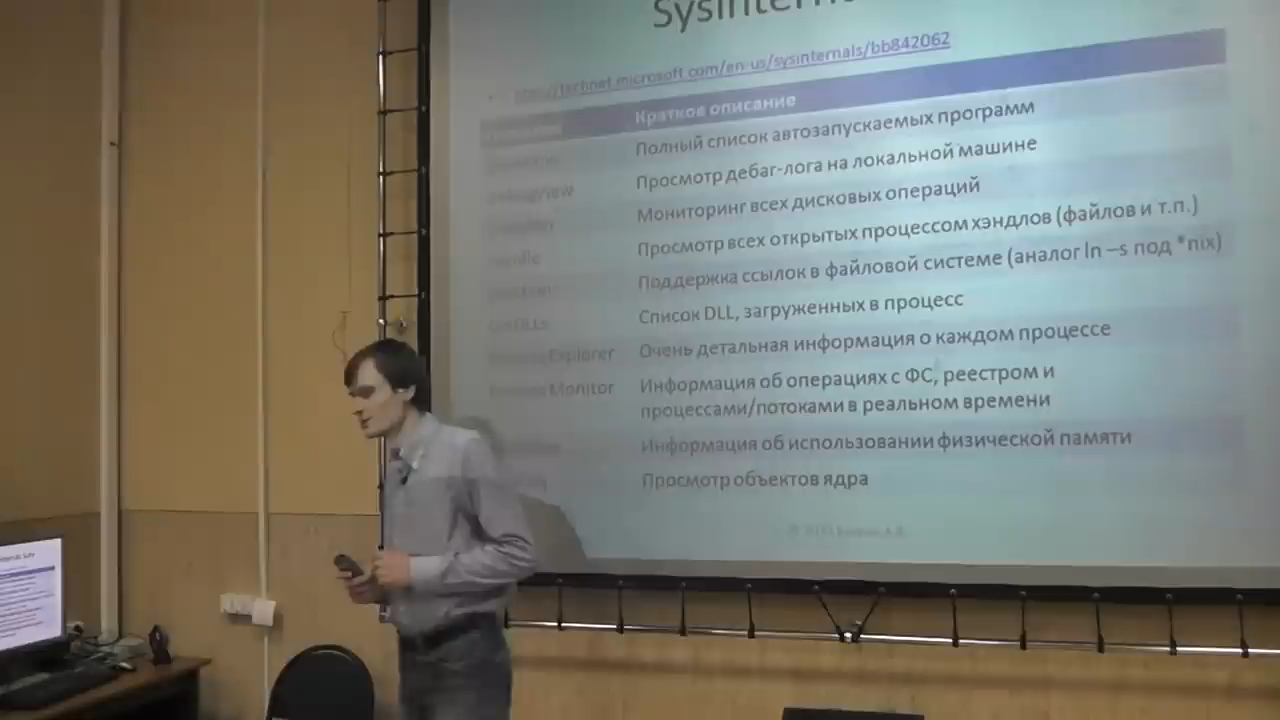 Sysintern
http://technet.microsoft.com/en-us/sysinternals/bb842062
Краткое описание
Полный список автозапускаемых программ
Просмотр дебаг-лога на локальной машине
Мониторинг всех дисковых операций
Просмотр всех открытых процессом хэндлов (файлов и т.п.)
Поддержка ссылок в файловой системе (аналог ln –s под *nix)
Список DLL, загруженных в процесс
Explorer Очень детальная информация о каждом процессе
Monitor Информация об операциях с ФС, реестром и
процессами/потоками в реальном времени
Информация об использовании физической памяти
Просмотр объектов ядра